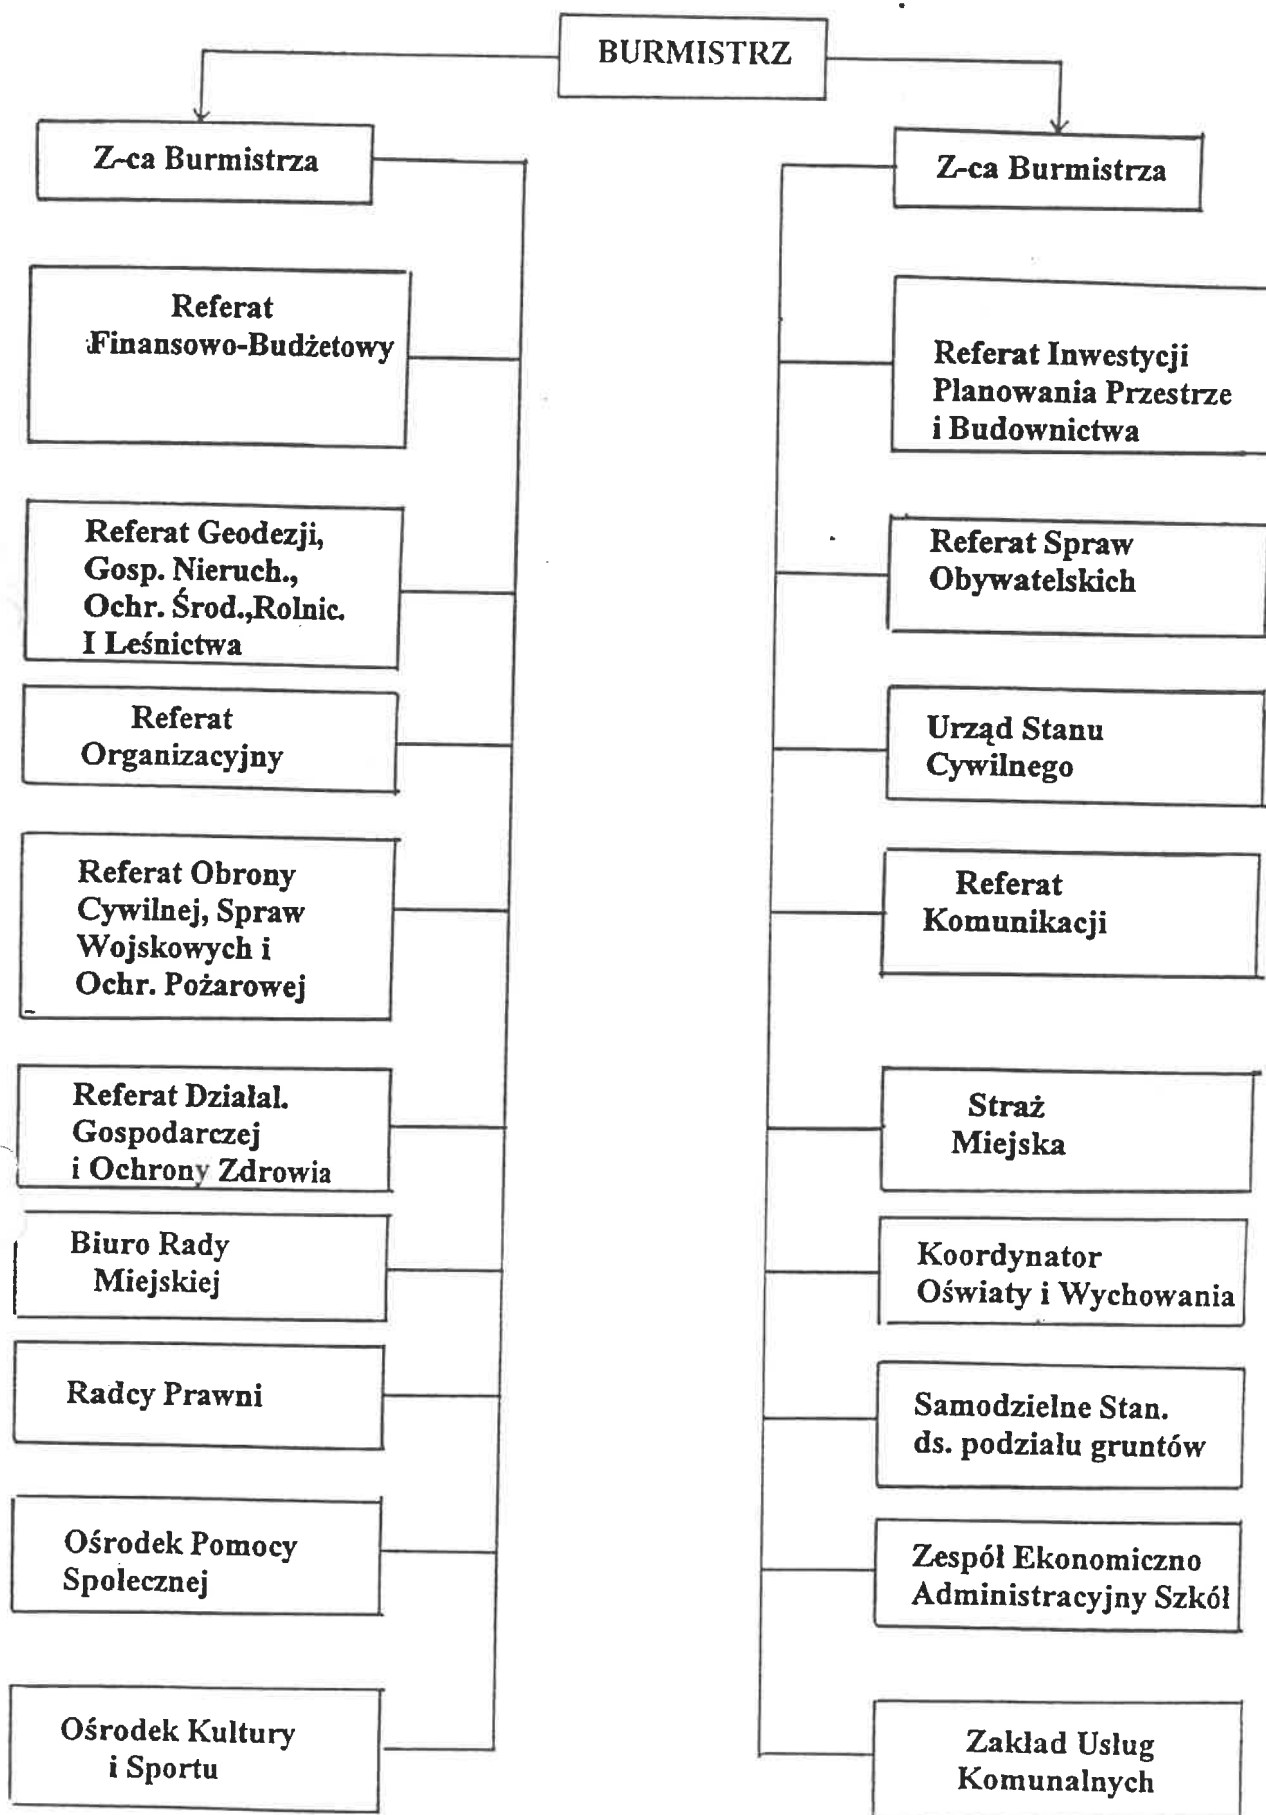 BURMISTRZ
Z-ca Burmistrza
Z-ca Burmistrza
Referat
Finansowo-Budżetowy
Referat Geodezji,
Gosp. Nieruch.,
Ochr. Środ.,Rolnic.
I Leśnictwa
Referat
Organizacyjny
Referat Obrony
Cywilnej, Spraw
Wojskowych i
Ochr. Pożarowej
Referat Działal.
Gospodarczej
i Ochrony Zdrowia
Biuro Rady
Miejskiej
Radcy Prawni
Ośrodek Pomocy
Społecznej
Ośrodek Kultury
i Sportu
Referat Inwestycji
Planowania Przestrze
i Budownictwa
Referat Spraw
Obywatelskich
Urząd Stanu
Cywilnego
Referat
Komunikacji
Straż
Miejska
Koordynator
Oświaty i Wychowania
Samodzielne Stan.
ds. podziału gruntów
Zespół Ekonomiczno
Administracyjny Szkół
Zakład Usług
Komunalnych